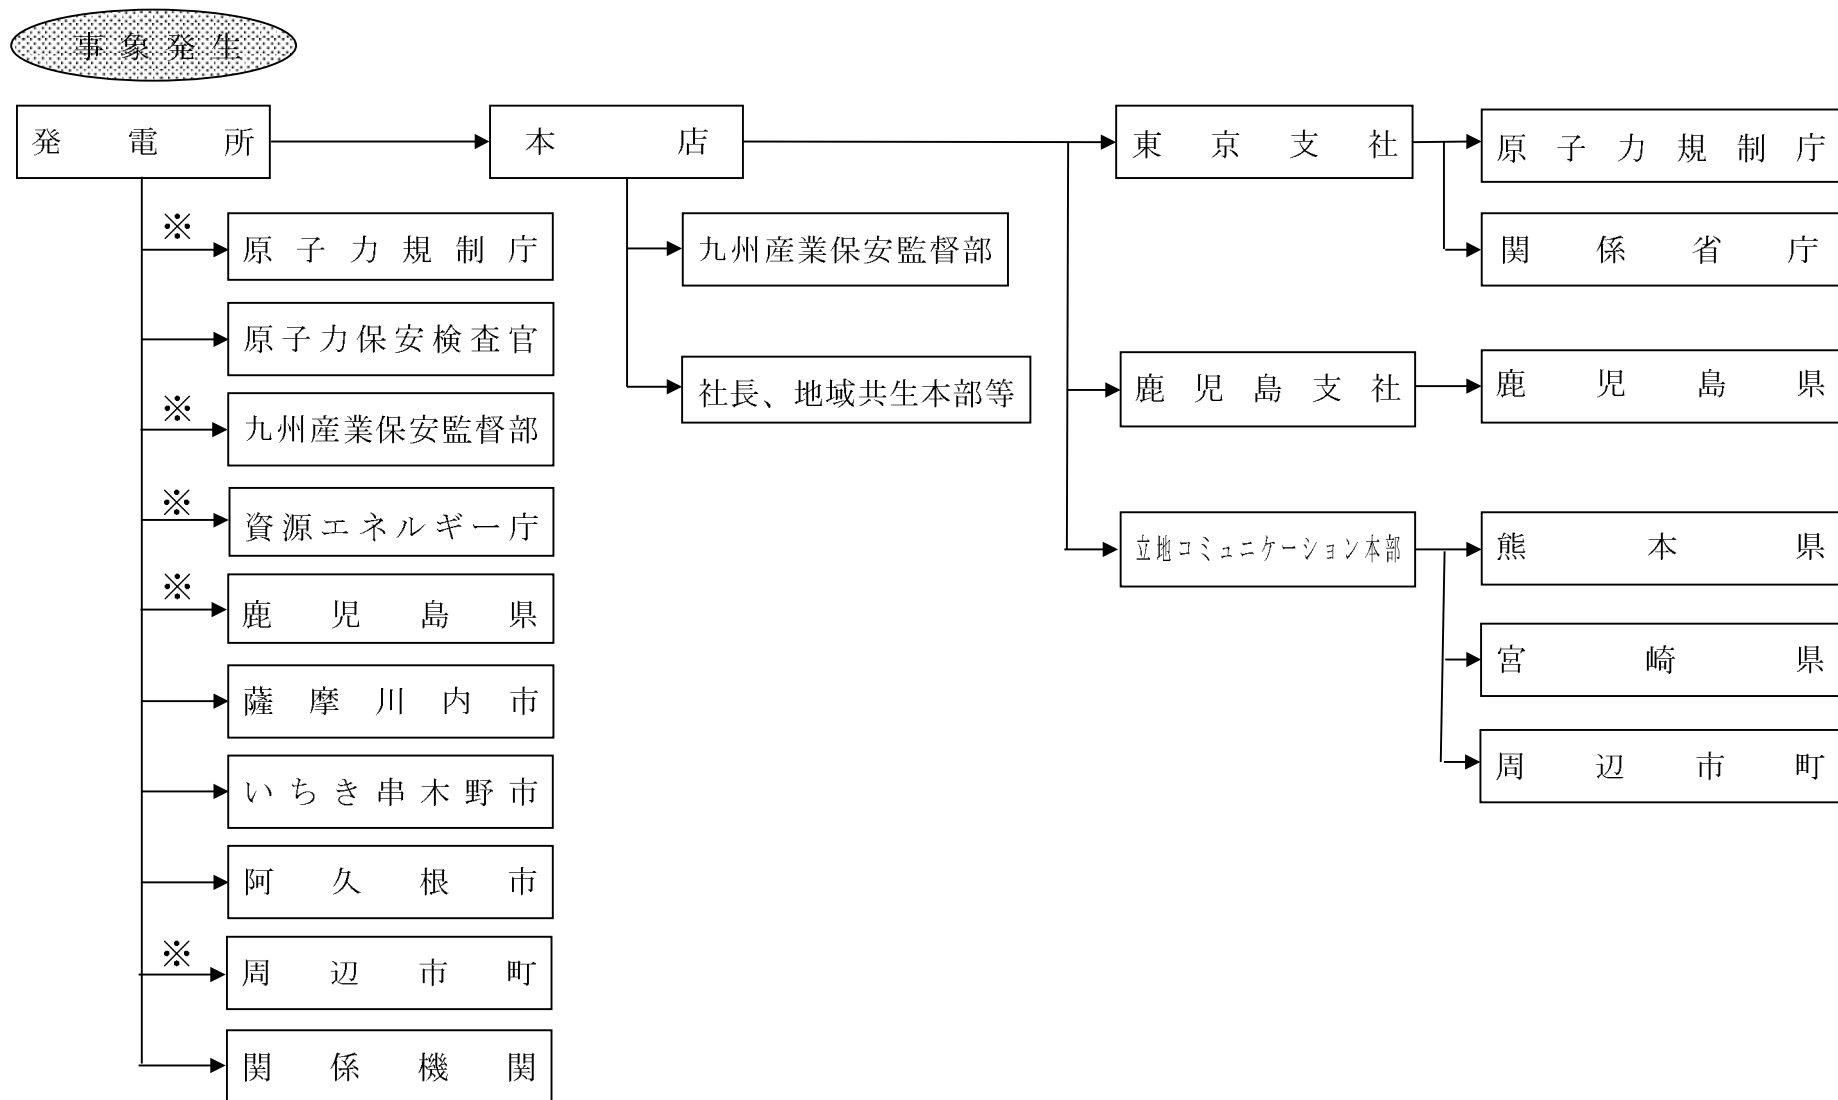 事象発生
発電所
本店
東京支社
原子力規制庁
※
原子力規制庁
九州産業保安監督部
関係省庁
原子力保安検査官
※
九州産業保安監督部
社長、地域共生本部等
鹿児島支社
鹿児島県
※
資源エネルギー庁
立地コミュニケーション本部
熊本県
※
鹿児島県
宮崎県
薩摩川内市
周辺市町
いちき串木野市
阿久根市
※
周辺市町
関係機関